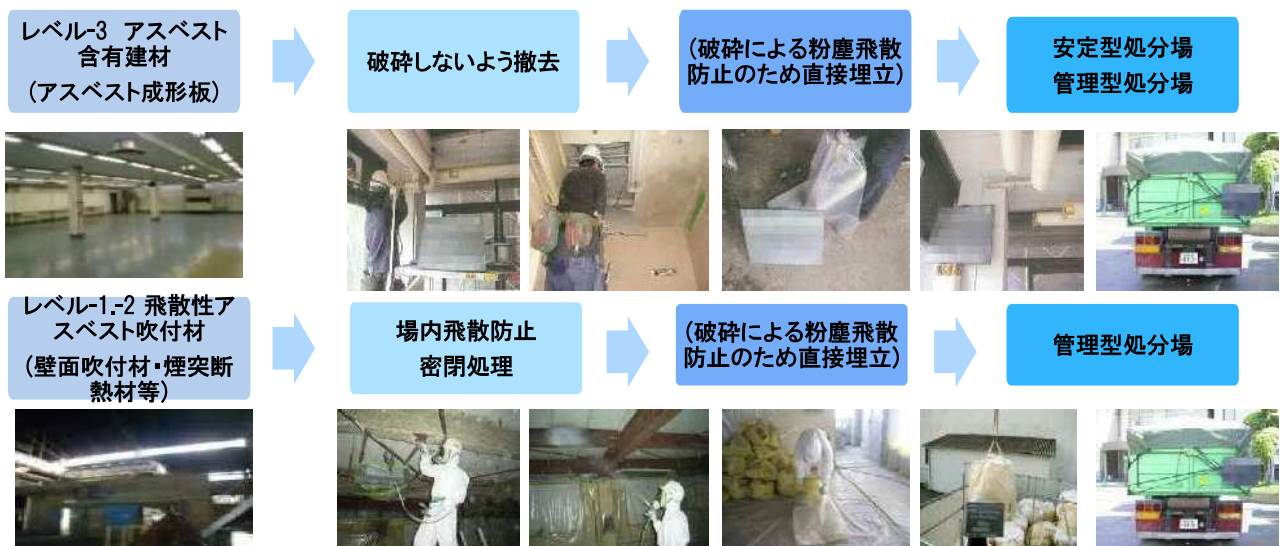 レベル-3　アスベスト
含有建材
(アスベスト成形板)
破砕しないよう撤去
(破砕による粉塵飛散
防止のため直接埋立)
安定型処分場
管理型処分場
レベル-1.-2 飛散性ア
スベスト吹付材
(壁面吹付材・煙突断
熱材等)
場内飛散防止
密閉処理
(破砕による粉塵飛散
防止のため直接埋立)
管理型処分場